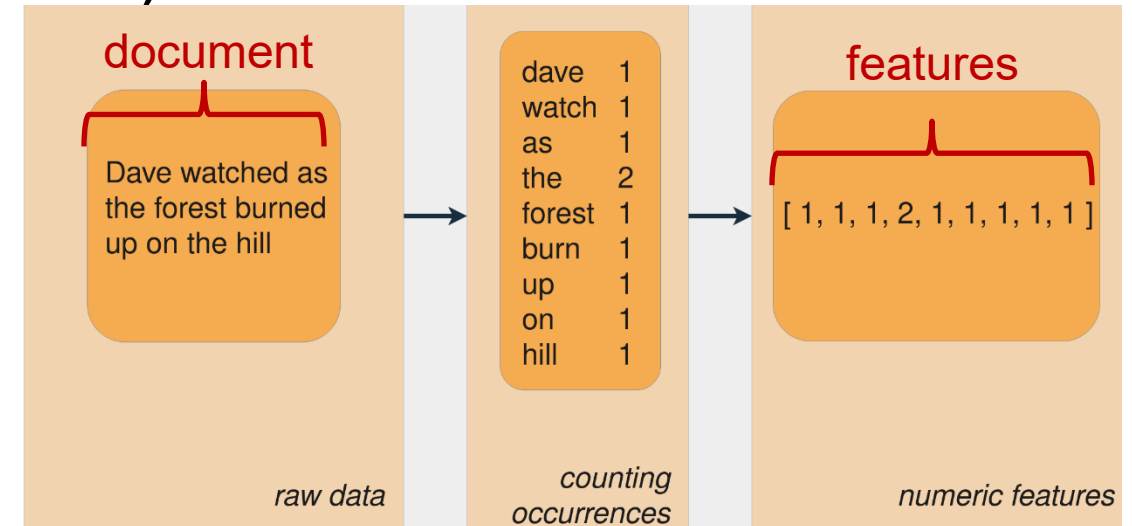 document
Dave watched as
the forest burned
up on the hill
raw data
dave 1
watch 1
as 1
the 2
forest 1
burn 1
up 1
on 1
hill 1
counting
occurrences
features
[ 1, 1, 1, 2, 1, 1, 1, 1, 1 ]
numeric features